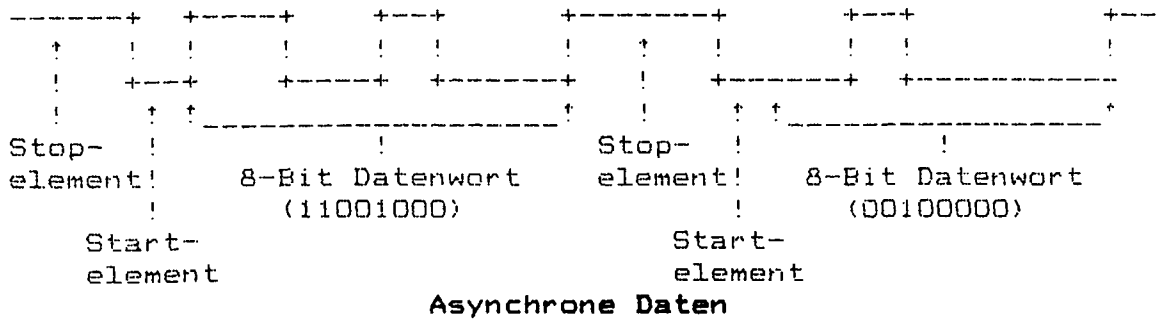 Stop- Stop-
element 8-Bit Datenwort element 8-Bit Datenwort
(11001000) (00100000)
Start- Start-
element element
Asynchrone Daten